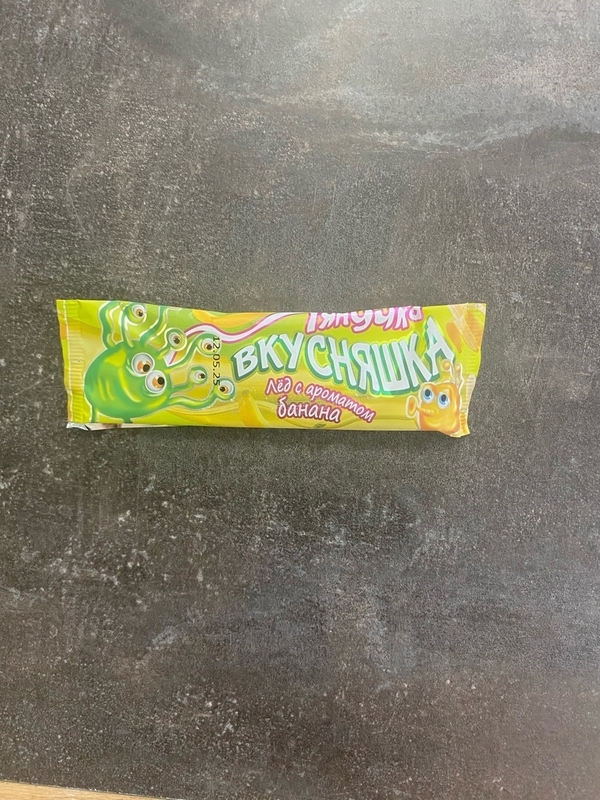 Тянучка
ВКУСНЯШКА
Лёд с ароматом
банана
12.05.25